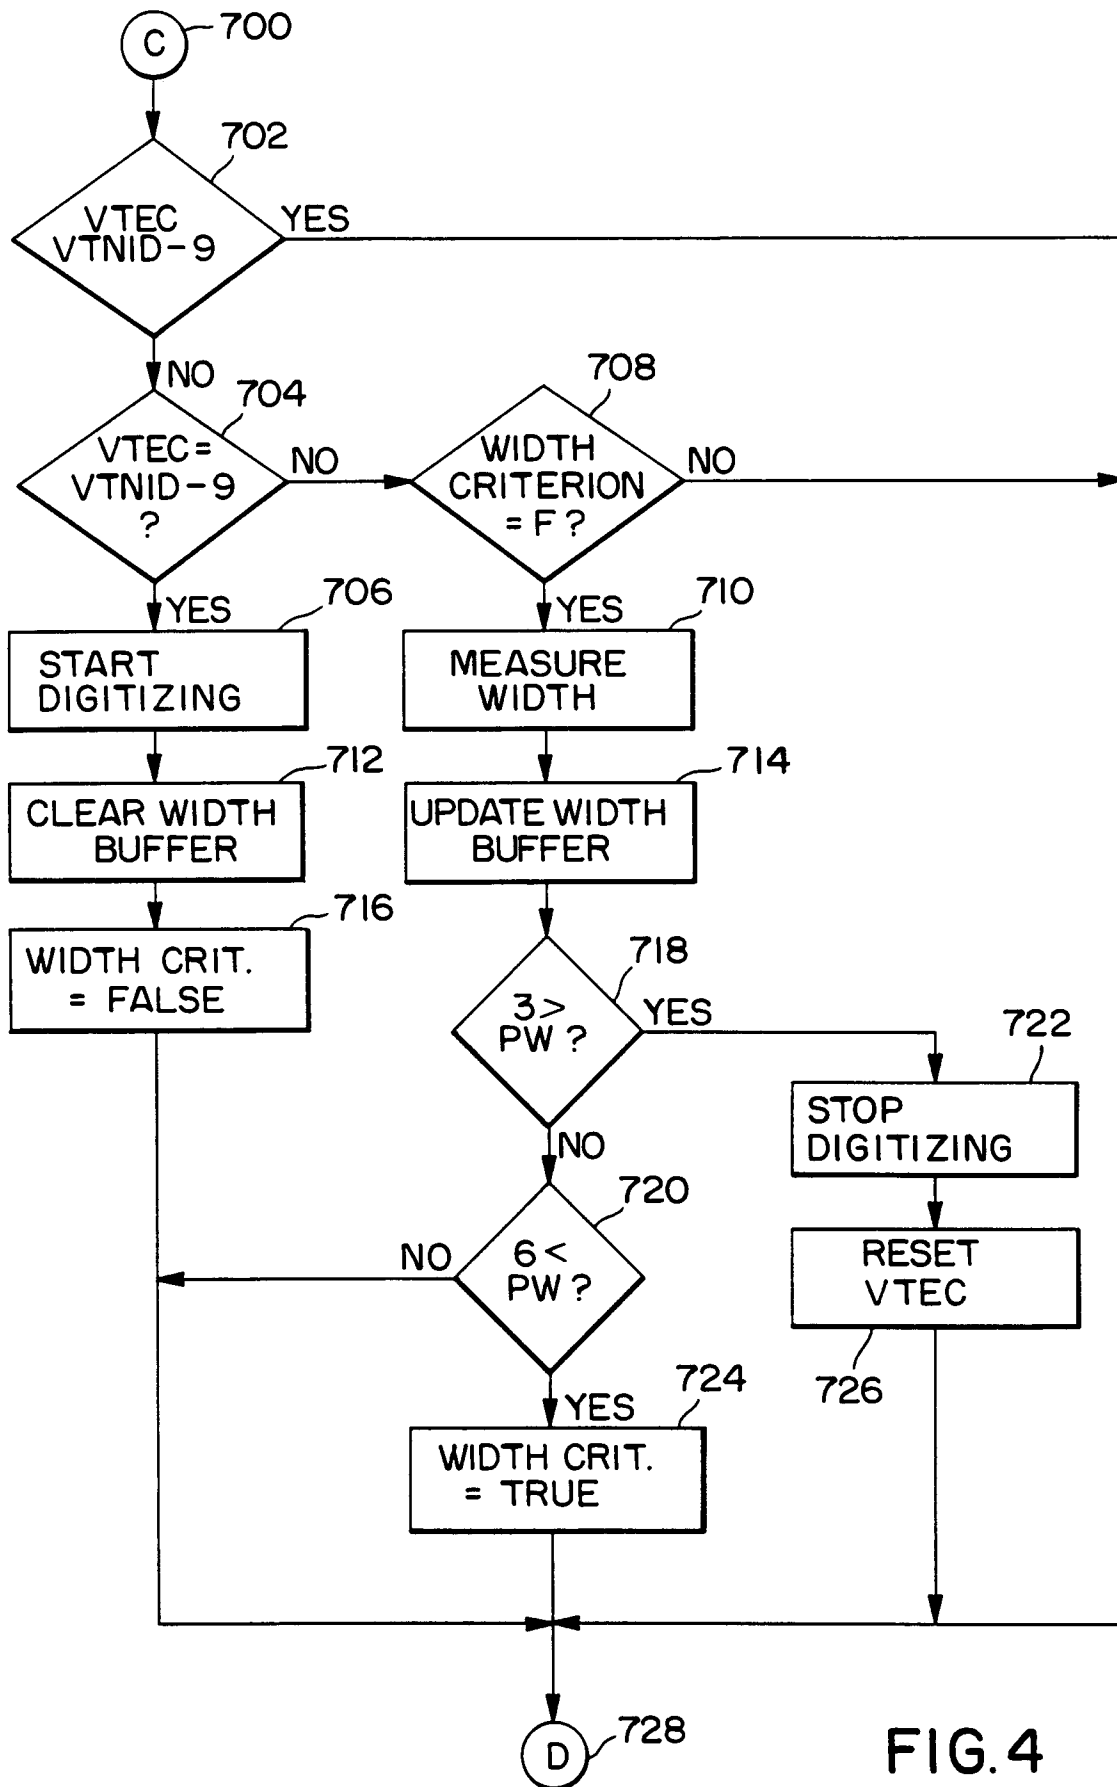 C
700
702
VTEC
VTNID-9
YES
NO
704
VTEC=
VTNID-9
?
NO
708
WIDTH
CRITERION
= F?
NO
YES
706
START
DIGITIZING
YES
710
MEASURE
WIDTH
712
CLEAR WIDTH
BUFFER
714
UPDATE WIDTH
BUFFER
716
WIDTH CRIT.
= FALSE
718
3>
PW?
YES
NO
722
STOP
DIGITIZING
720
6<
PW?
NO
YES
RESET
VTEC
726
724
WIDTH CRIT.
= TRUE
D
728
FIG. 4